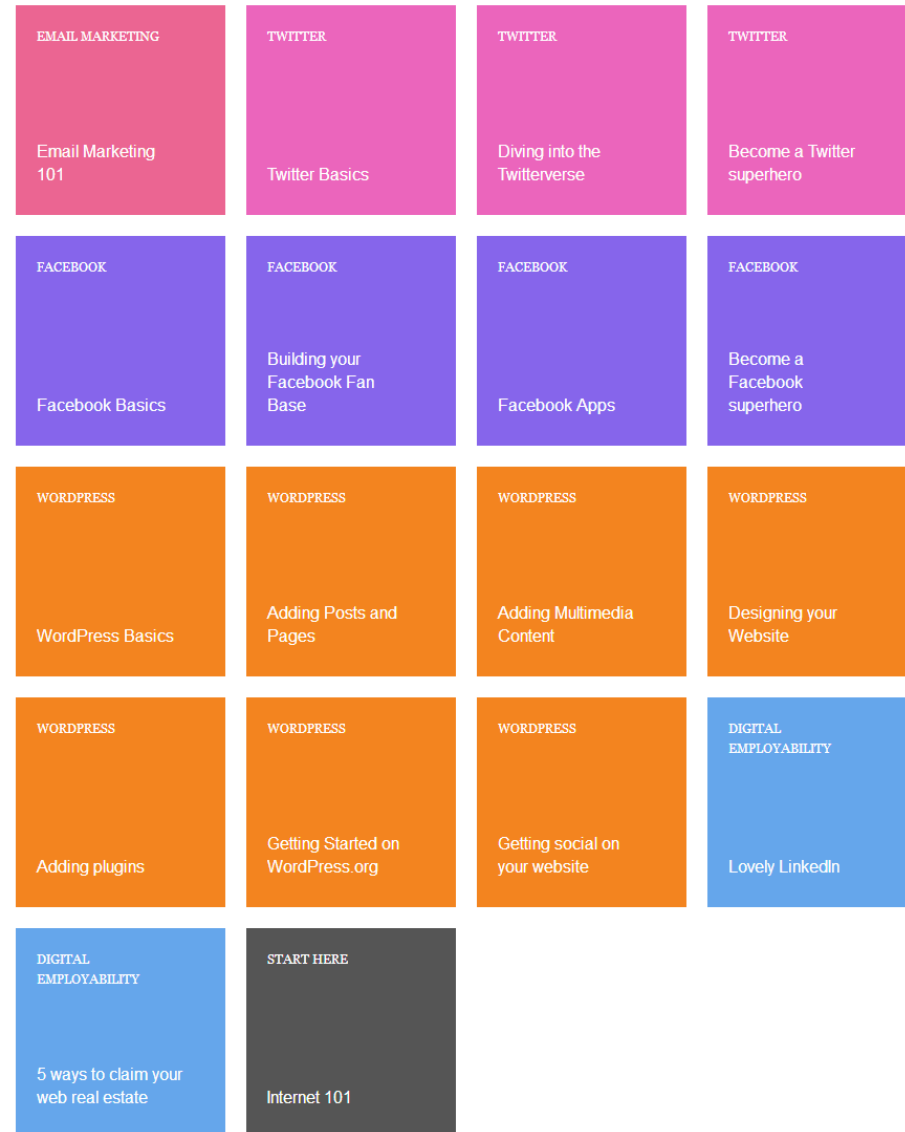 EMAIL MARKETING
Email Marketing
101
TWITTER
Twitter Basics
TWITTER
Diving into the
Twitterverse
TWITTER
Become a Twitter
superhero
FACEBOOK
Facebook Basics
FACEBOOK
Building your
Facebook Fan
Base
FACEBOOK
Facebook Apps
FACEBOOK
Become a
Facebook
superhero
WORDPRESS
WordPress Basics
WORDPRESS
Adding Posts and
Pages
WORDPRESS
Adding Multimedia
Content
WORDPRESS
Designing your
Website
WORDPRESS
Adding plugins
WORDPRESS
Getting Started on
WordPress.org
WORDPRESS
Getting social on
your website
DIGITAL
EMPLOYABILITY
Lovely LinkedIn
DIGITAL
EMPLOYABILITY
5 ways to claim your
web real estate
START HERE
Internet 101